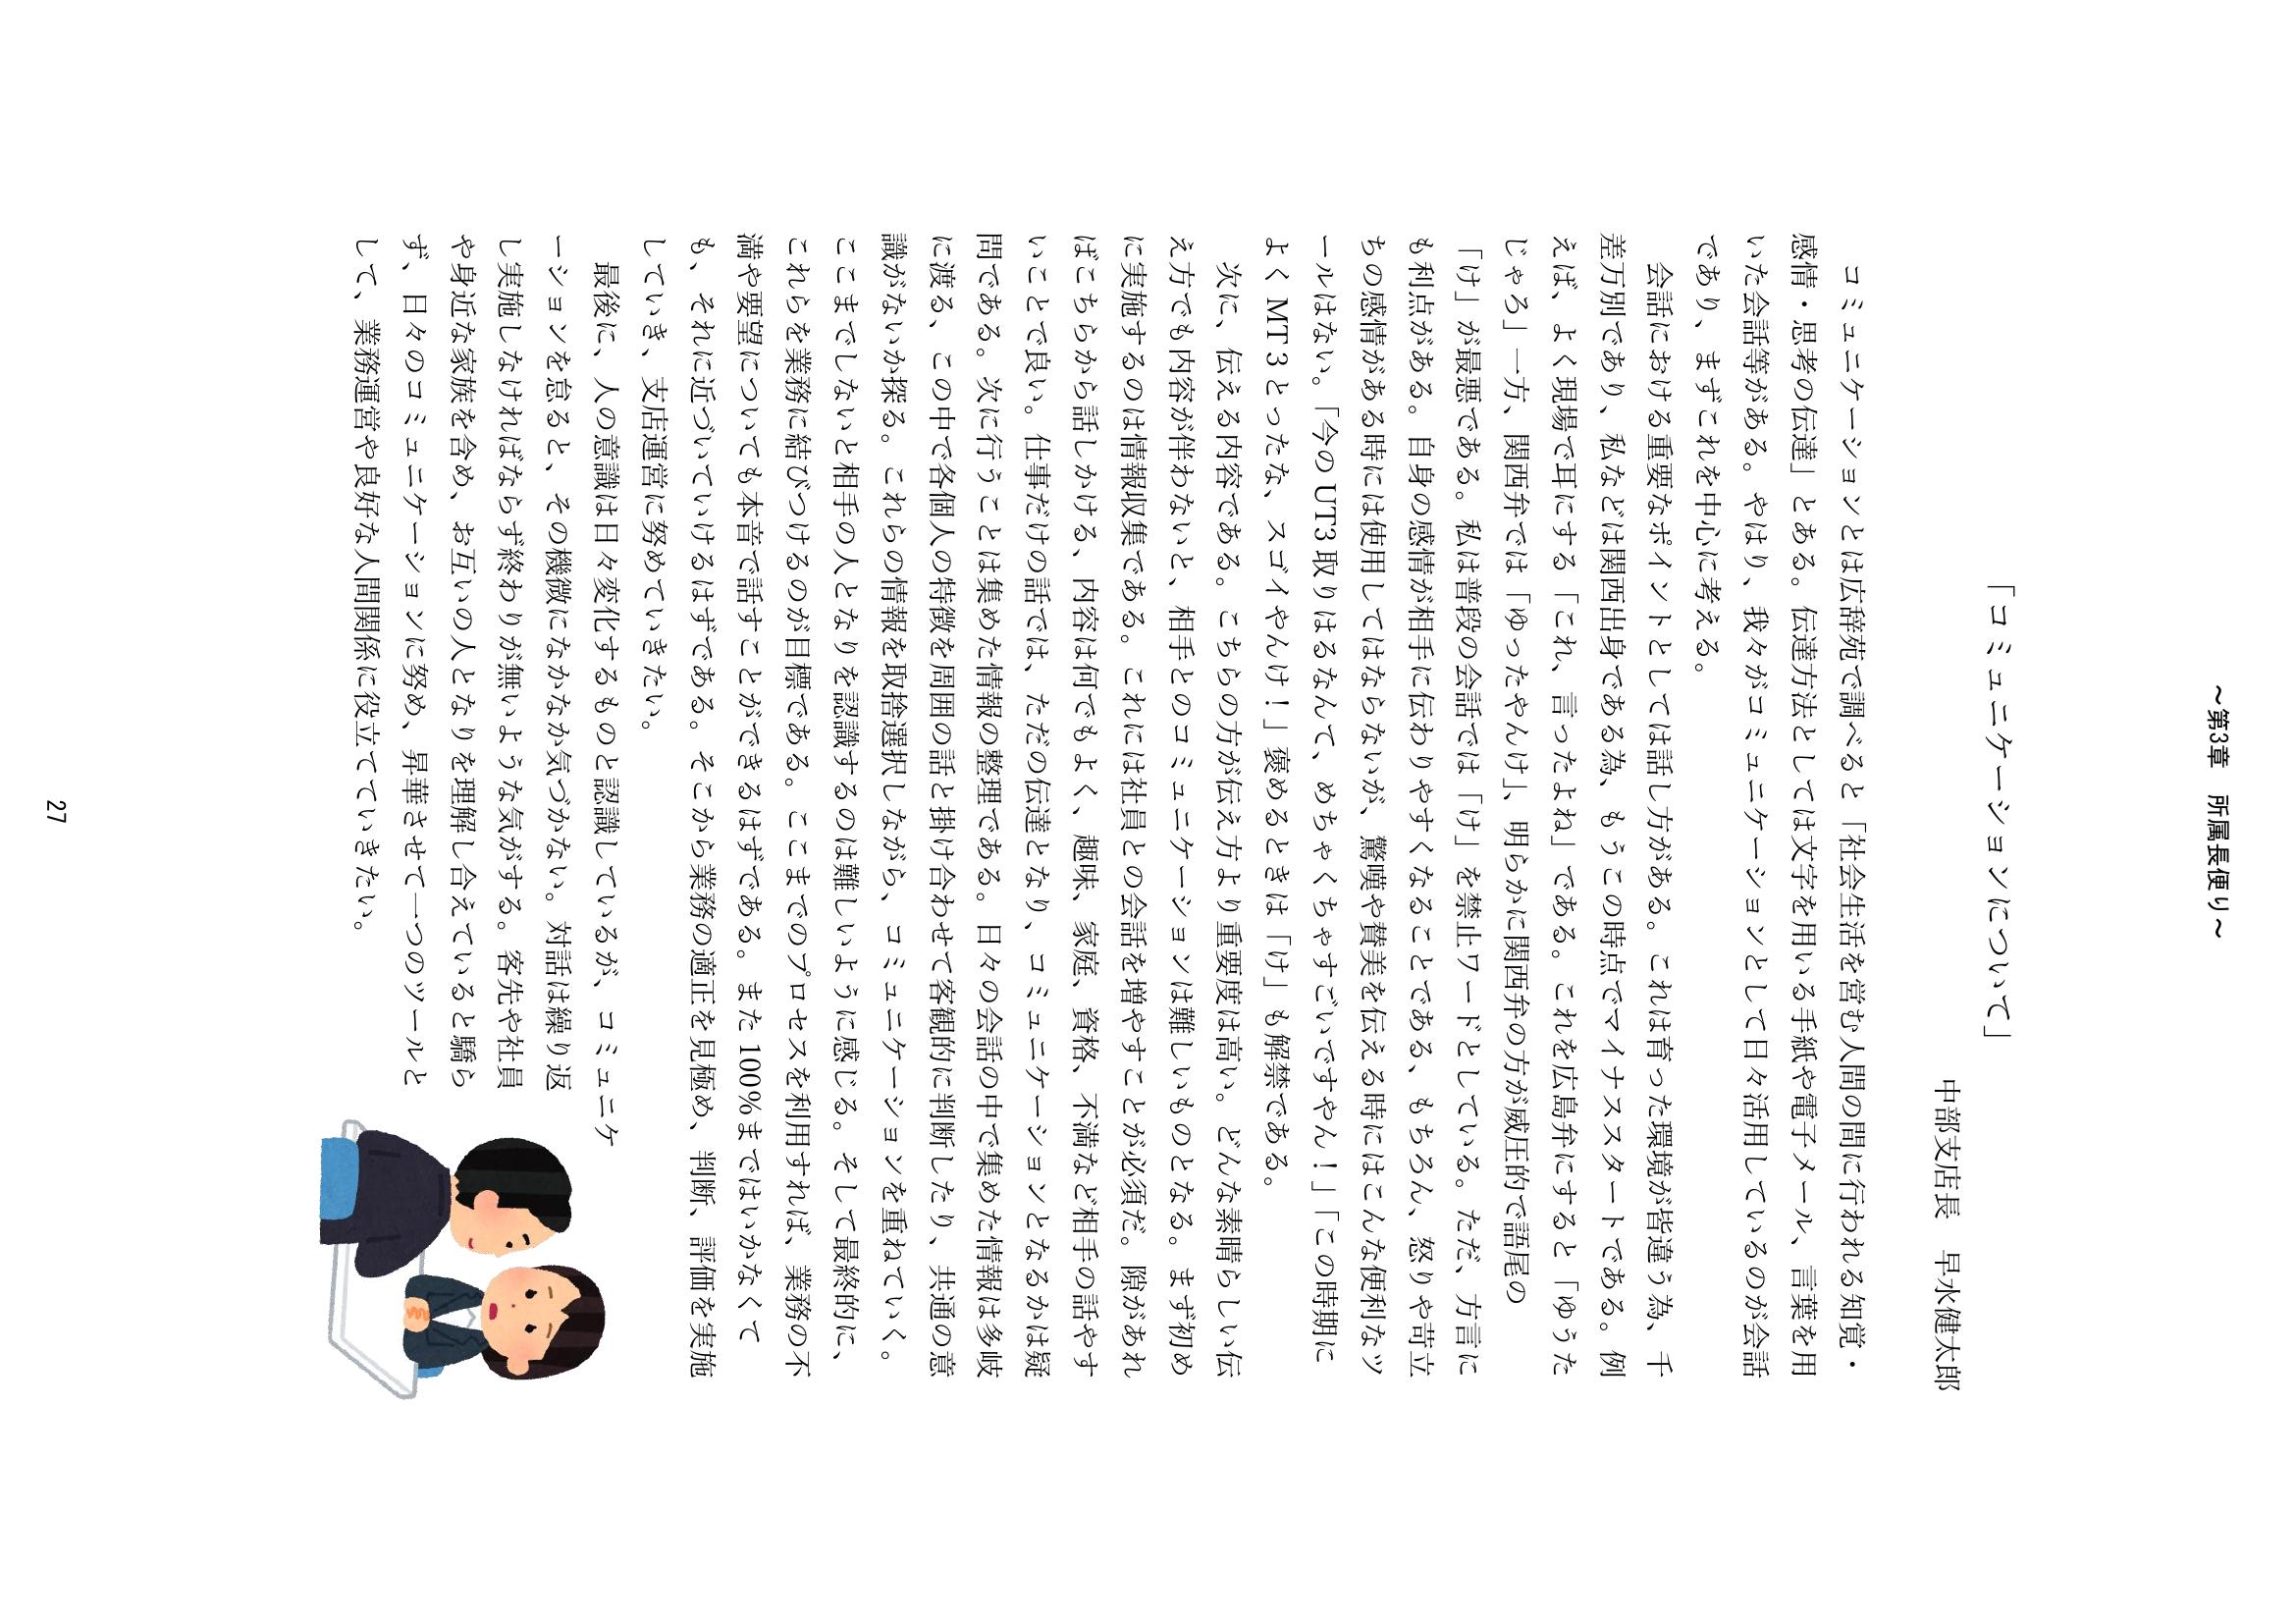 ～第3章　所属長便り～
「コミュニケーションについて」
中部支店長　早水健太郎
コミュニケーションとは広辞苑で調べると「社会生活を営む人間の間に行われる知覚・
感情・思考の伝達」とある。伝達方法としては文字を用いる手紙や電子メール、言葉を用
いた会話等がある。やはり、我々がコミュニケーションとして日々活用しているのが会話
であり、まずこれを中心に考える。
会話における重要なポイントとしては話し方がある。これは育った環境が皆違う為、千
差万別であり、私などは関西出身である為、もうこの時点でマイナススタートである。例
えば、よく現場で耳にする「これ、言ったよね」である。これを広島弁にすると「ゆうた
じゃろ」一方、関西弁では「ゆったやんけ」、明らかに関西弁の方が威圧的で語尾の
「け」が最悪である。私は普段の会話では「け」を禁止ワードとしている。ただ、方言に
も利点がある。自身の感情が相手に伝わりやすくなることである、もちろん、怒りや苛立
ちの感情がある時には使用してはならないが、驚嘆や賛美を伝える時にはこんな便利なツ
ールはない。「今の UT3 取りはるなんて、めちゃくちゃすごいですやん！」「この時期に
よく MT３とったな、スゴイやんけ！」褒めるときは「け」も解禁である。
次に、伝える内容である。こちらの方が伝え方より重要度は高い。どんな素晴らしい伝
え方でも内容が伴わないと、相手とのコミュニケーションは難しいものとなる。まず初め
に実施するのは情報収集である。これには社員との会話を増やすことが必須だ。隙があれ
ばこちらから話しかける、内容は何でもよく、趣味、家庭、資格、不満など相手の話やす
いことで良い。仕事だけの話では、ただの伝達となり、コミュニケーションとなるかは疑
問である。次に行うことは集めた情報の整理である。日々の会話の中で集めた情報は多岐
に渡る、この中で各個人の特徴を周囲の話と掛け合わせて客観的に判断したり、共通の意
識がないか探る。これらの情報を取捨選択しながら、コミュニケーションを重ねていく。
ここまでしないと相手の人となりを認識するのは難しいように感じる。そして最終的に、
これらを業務に結びつけるのが目標である。ここまでのプロセスを利用すれば、業務の不
満や要望についても本音で話すことができるはずである。また 100％まではいかなくて
も、それに近づいていけるはずである。そこから業務の適正を見極め、判断、評価を実施
していき、支店運営に努めていきたい。
最後に、人の意識は日々変化するものと認識しているが、コミュニケ
ーションを怠ると、その機微になかなか気づかない。対話は繰り返
し実施しなければならず終わりが無いような気がする。客先や社員
や身近な家族を含め、お互いの人となりを理解し合えていると驕ら
ず、日々のコミュニケーションに努め、昇華させて一つのツールと
して、業務運営や良好な人間関係に役立てていきたい。
27